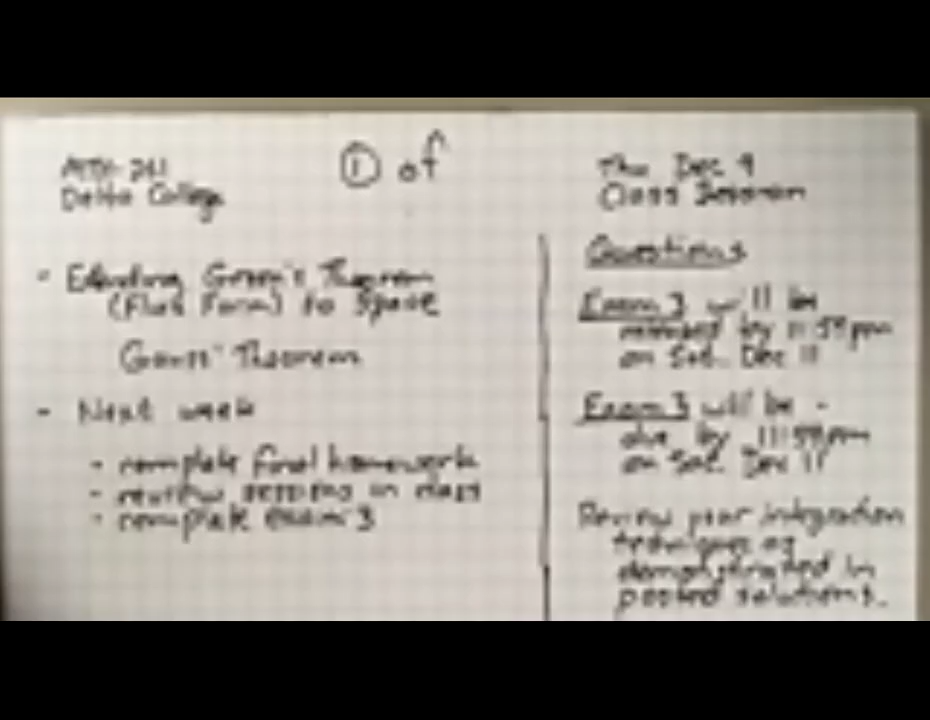 MTH-261
Delta College
① of
Thu Dec 9
Class Session
- Extending Green's Theorem
(Flux Form) to Space
Gauss' Theorem
- Next week
- complete final homework
- review sessions in class
- complete exam 3
Questions
Exam 3 will be
released by 11:59pm
on Sat. Dec 11
Exam 3 will be
due by 11:59pm
on Sat. Dec
Review your integration
techniques as
demonstrated in
posted solutions.